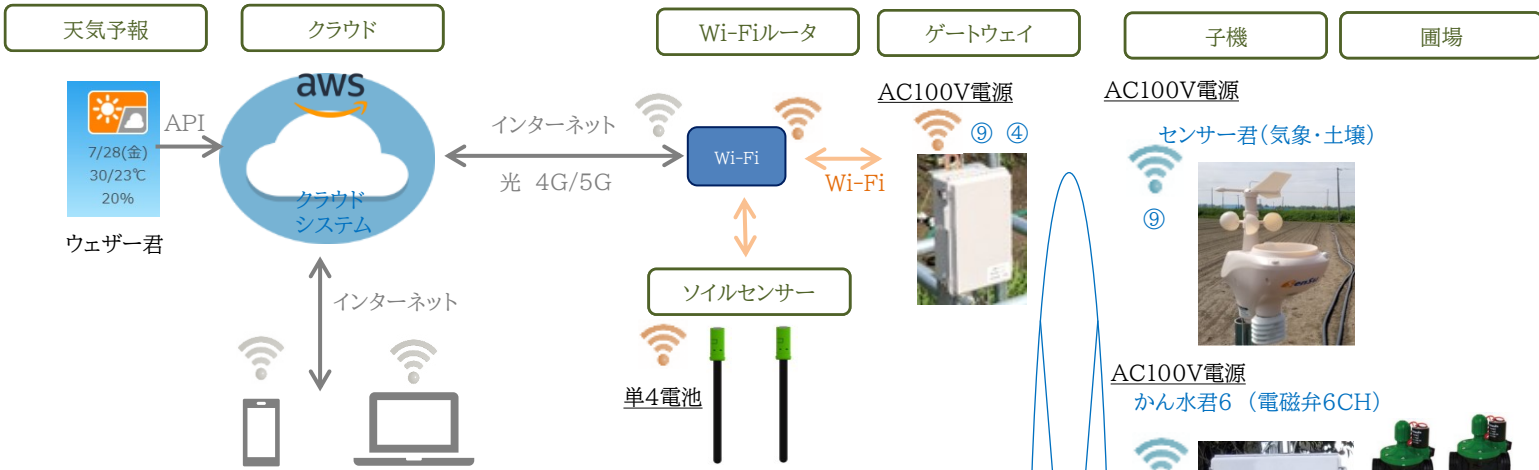 天気予報
クラウド
Wi-Fiルータ
ゲートウェイ
子機
圃場
aws
API
7/28(金)
30/23℃
20%
ウェザー君
クラウド
システム
インターネット
光 4G/5G
Wi-Fi
Wi-Fi
AC100V電源
⑨ ④
AC100V電源
センサー君(気象・土壌)
⑨
インターネット
ソイルセンサー
単4電池
AC100V電源
かん水君6 (電磁弁6CH)